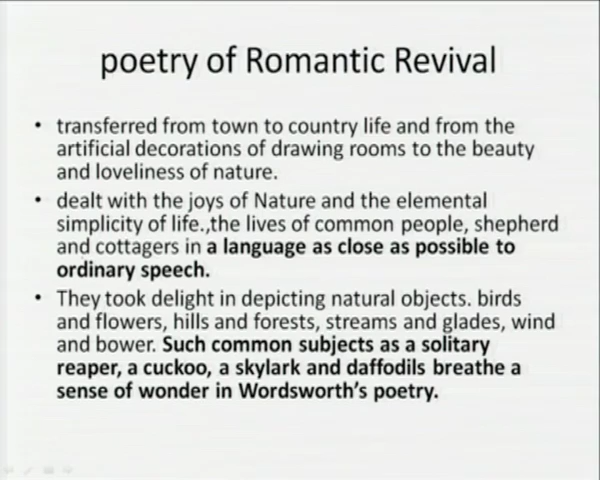 poetry of Romantic Revival
• transferred from town to country life and from the
artificial decorations of drawing rooms to the beauty
and loveliness of nature.
• dealt with the joys of Nature and the elemental
simplicity of life.,the lives of common people, shepherd
and cottagers in a language as close as possible to
ordinary speech.
• They took delight in depicting natural objects. birds
and flowers, hills and forests, streams and glades, wind
and bower. Such common subjects as a solitary
reaper, a cuckoo, a skylark and daffodils breathe a
sense of wonder in Wordsworth's poetry.